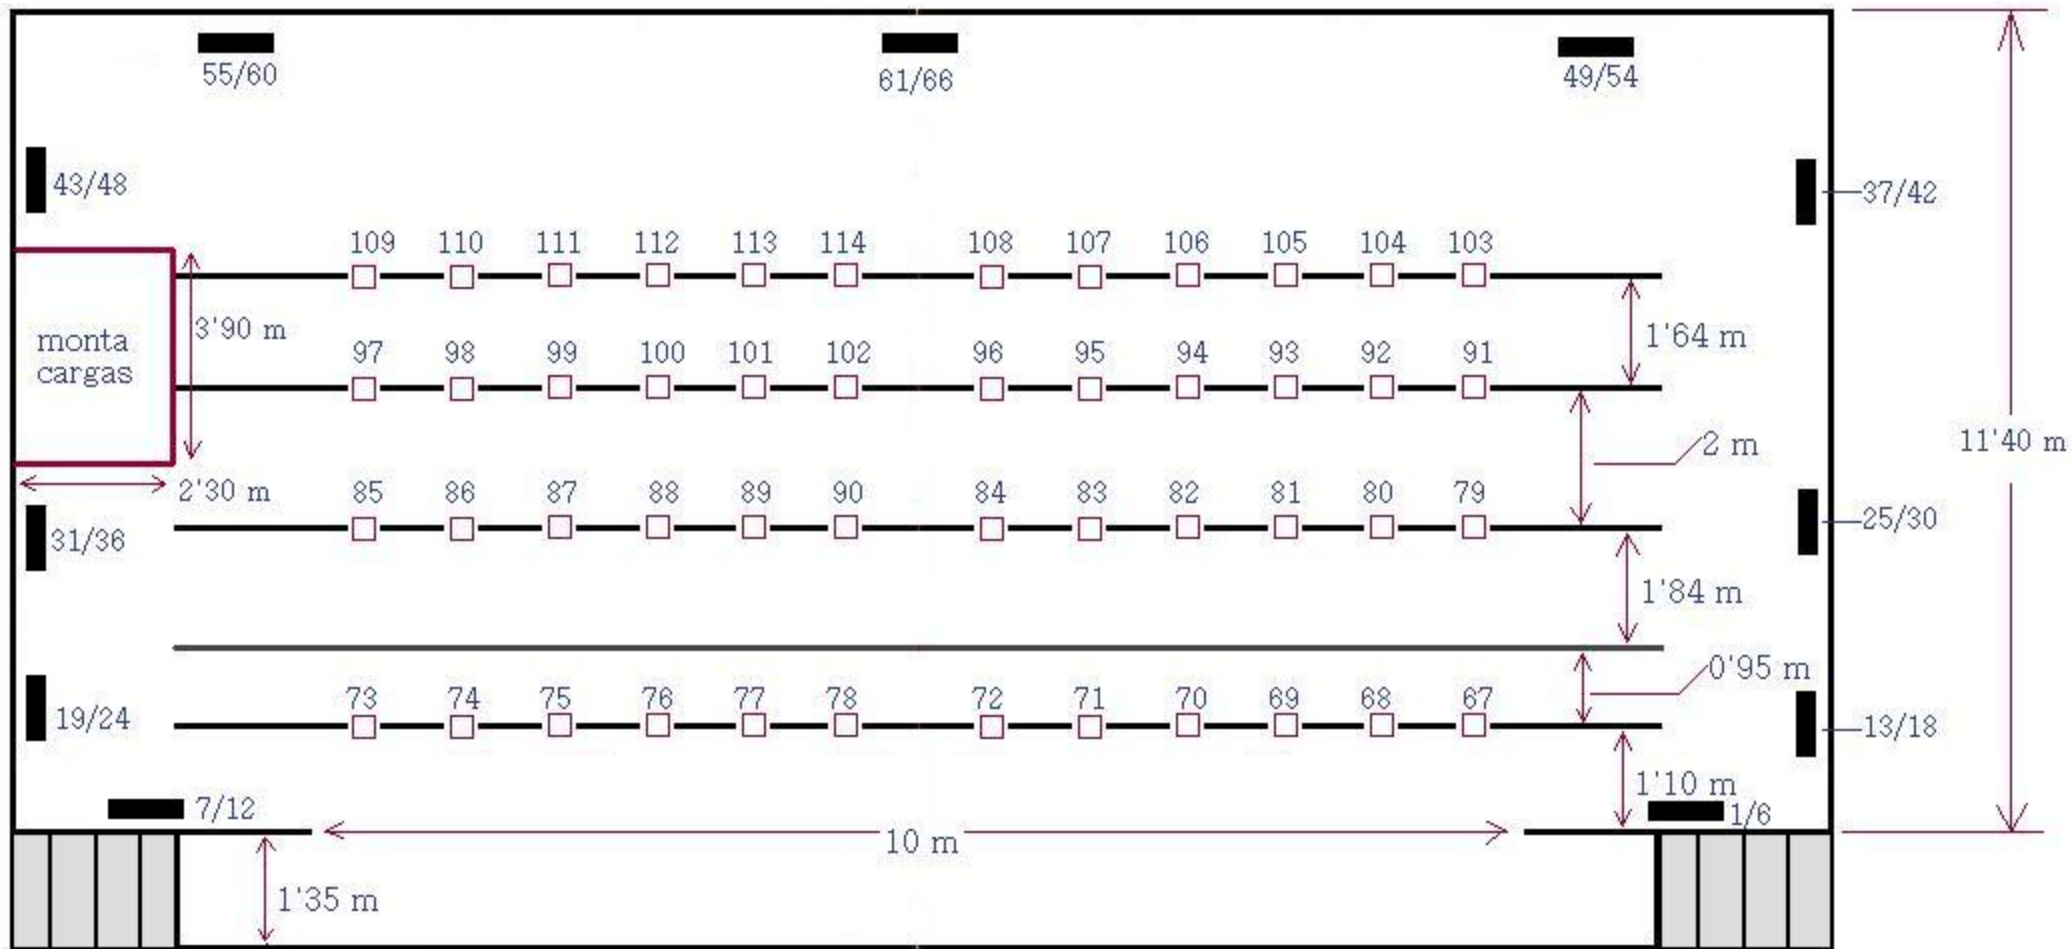 55/60
61/66
49/54
43/48
37/42
109 110 111 112 113 114 108 107 106 105 104 103
monta
cargas
3'90 m
1'64 m
97 98 99 100 101 102 96 95 94 93 92 91
2 m
11'40 m
2'30 m
85 86 87 88 89 90 84 83 82 81 80 79
31/36
25/30
1'84 m
0'95 m
73 74 75 76 77 78 72 71 70 69 68 67
19/24
13/18
1'10 m
7/12
1/6
10 m
1'35 m